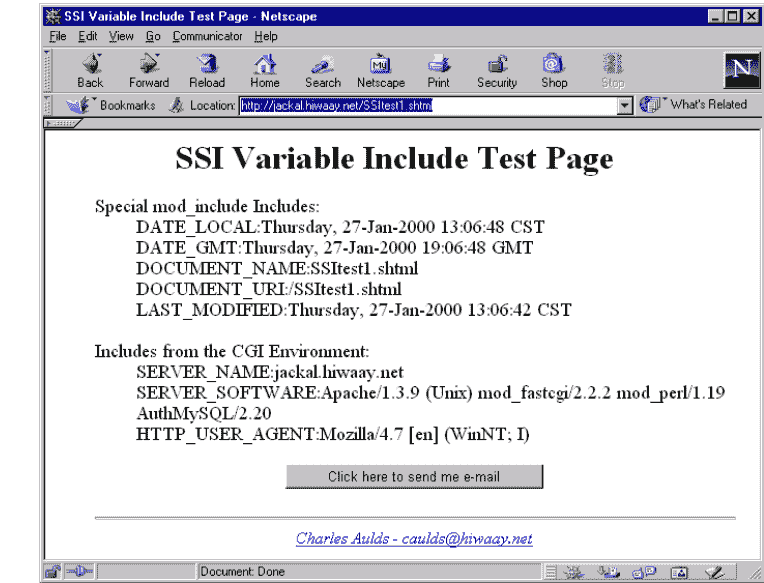 SSI Variable Include Test Page - Netscape
File Edit View Go Communicator Help
Back Forward Reload Home Search Netscape Print Security Shop Stop
My
N
Bookmarks Location: http://jackal.hiwaay.net/SSItest1.shtml What's Related
SSI Variable Include Test Page
Special mod_include Includes:
DATE_LOCAL:Thursday, 27-Jan-2000 13:06:48 CST
DATE_GMT:Thursday, 27-Jan-2000 19:06:48 GMT
DOCUMENT_NAME:SSItest1.shtml
DOCUMENT_URI:/SSItest1.shtml
LAST_MODIFIED:Thursday, 27-Jan-2000 13:06:42 CST
Includes from the CGI Environment:
SERVER_NAME:jackal.hiwaay.net
SERVER_SOFTWARE:Apache/1.3.9 (Unix) mod_fastcgi/2.2.2 mod_perl/1.19
AuthMySQL/2.20
HTTP_USER_AGENT:Mozilla/4.7 [en] (WinNT; I)
Click here to send me e-mail
Charles Aulds - caulds@hiwaay.net
Document: Done